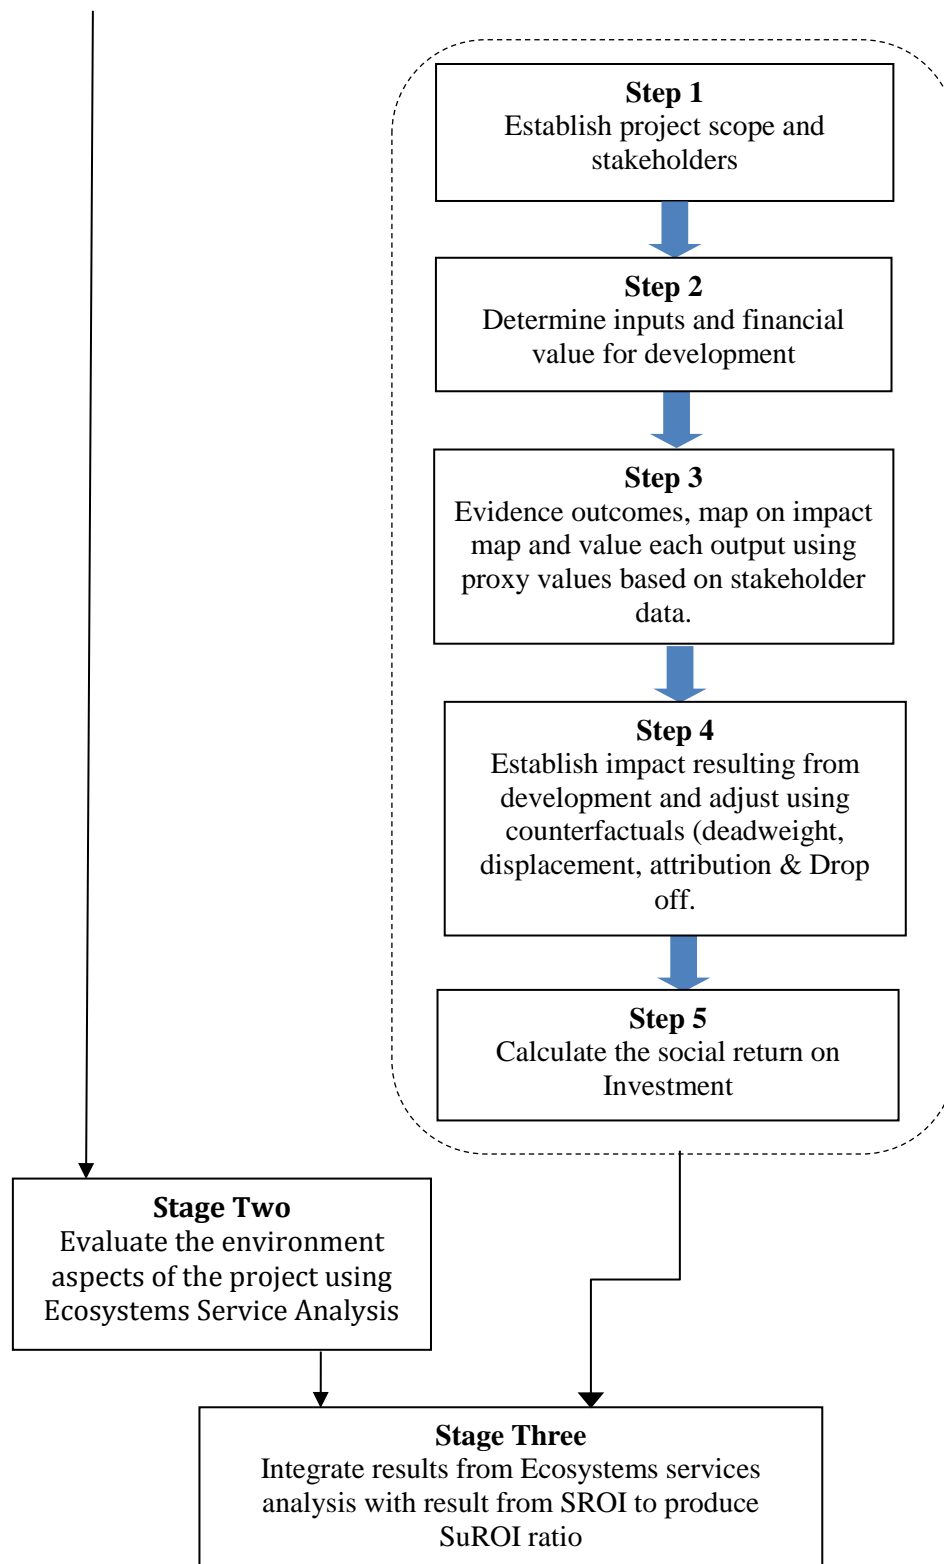 Step 1
Establish project scope and
stakeholders
Step 2
Determine inputs and financial
value for development
Step 3
Evidence outcomes, map on impact
map and value each output using
proxy values based on stakeholder
data.
Step 4
Establish impact resulting from
development and adjust using
counterfactuals (deadweight,
displacement, attribution & Drop
off.
Step 5
Calculate the social return on
Investment
Stage Two
Evaluate the environment
aspects of the project using
Ecosystems Service Analysis
Stage Three
Integrate results from Ecosystems services
analysis with result from SROI to produce
SuROI ratio